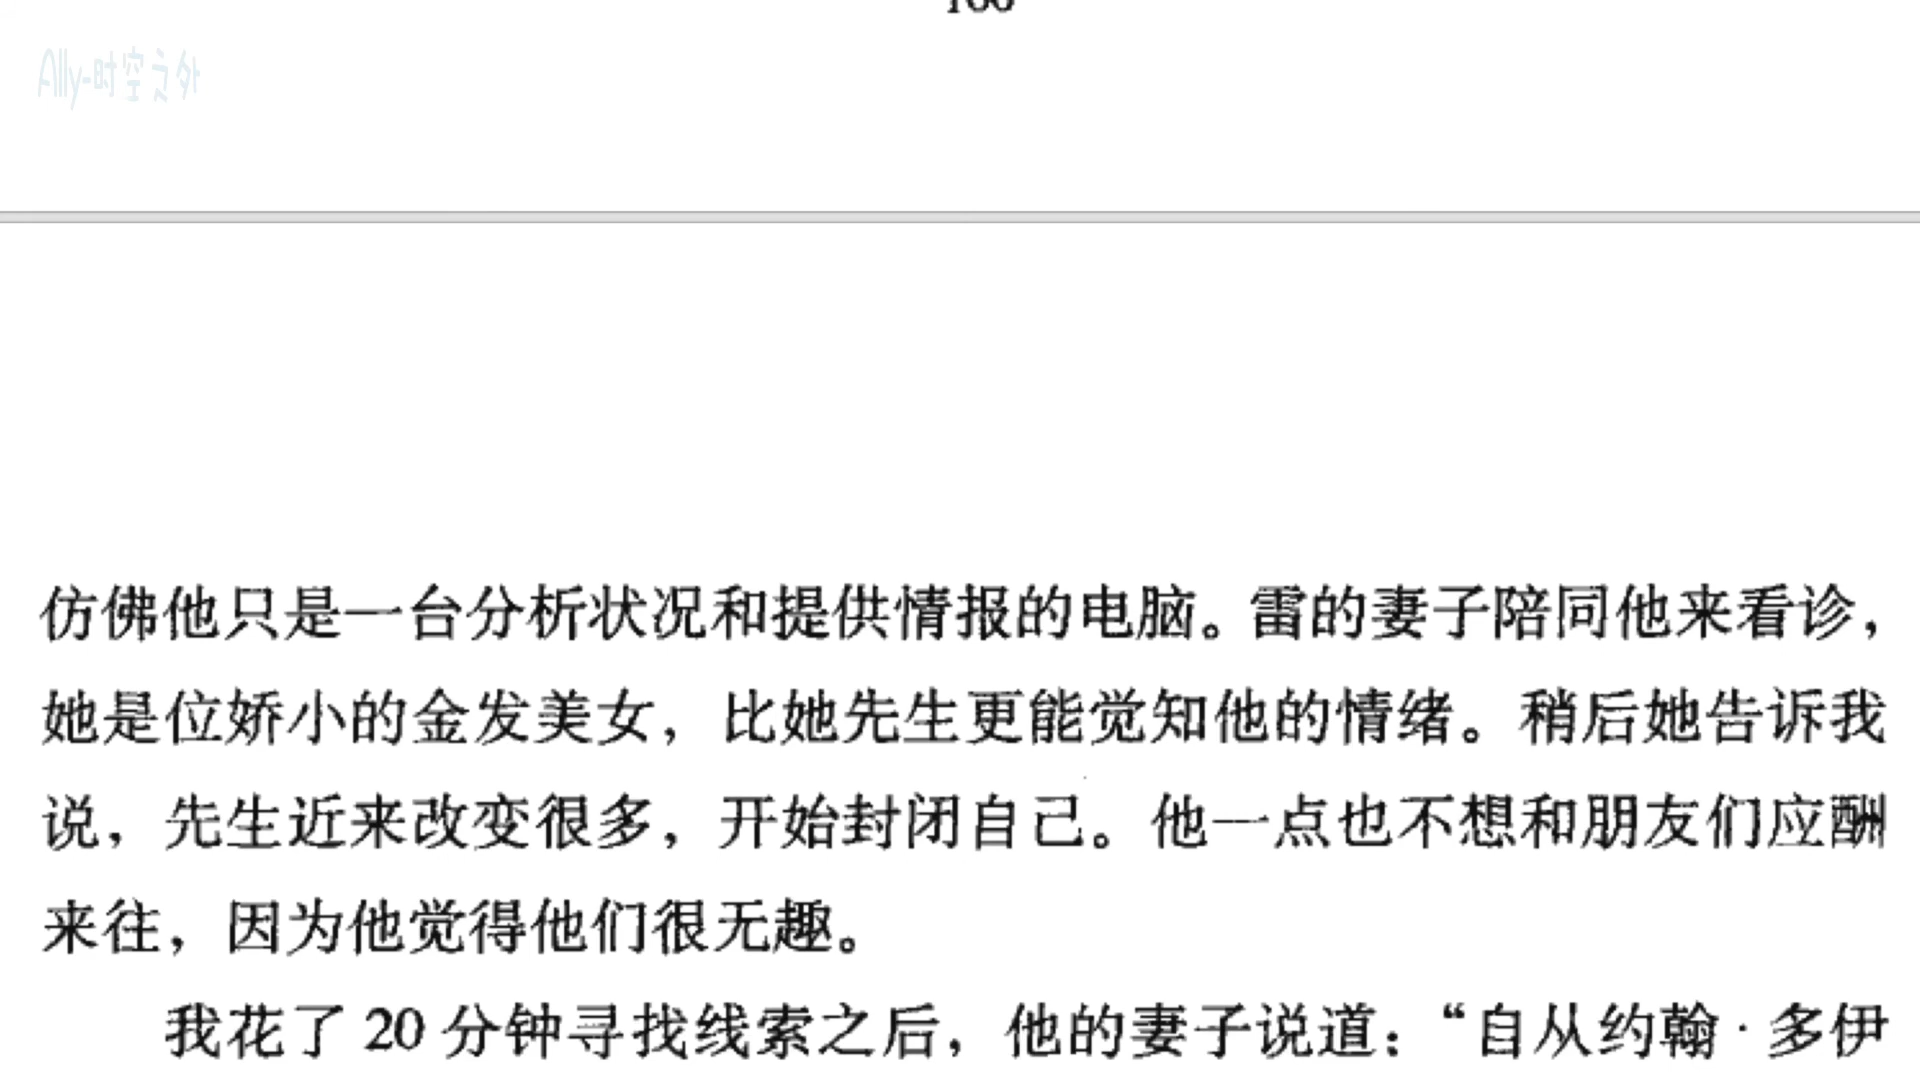 Ally-时空之外
仿佛他只是一台分析状况和提供情报的电脑。雷的妻子陪同他来看诊，
她是位娇小的金发美女，比她先生更能觉知他的情绪。稍后她告诉我
说，先生近来改变很多，开始封闭自己。他一点也不想和朋友们应酬
来往，因为他觉得他们很无趣。
我花了 20 分钟寻找线索之后，他的妻子说道：“自从约翰·多伊